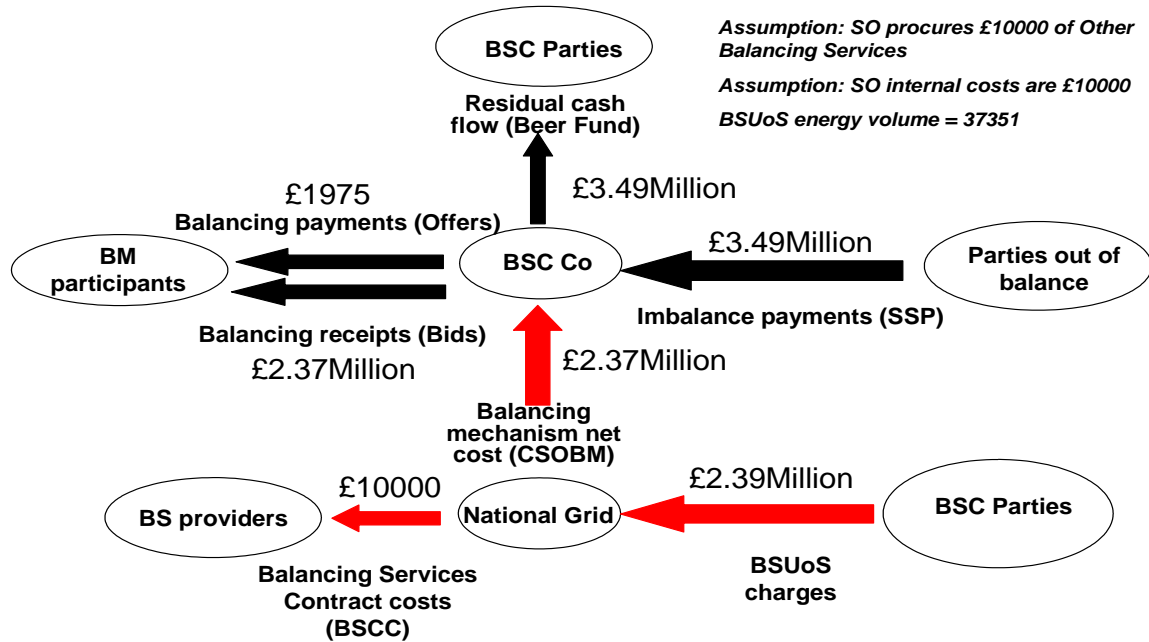 BSC Parties
Assumption: SO procures £10000 of Other
Balancing Services
Assumption: SO internal costs are £10000
BSUoS energy volume = 37351
Residual cash
flow (Beer Fund)
£3.49Million
£1975
Balancing payments (Offers)
BM
participants
BSC Co
£3.49Million
Parties out of
balance
Imbalance payments (SSP)
Balancing receipts (Bids)
£2.37Million
£2.37Million
Balancing
mechanism net
cost (CSOBM)
£10000
BS providers
National Grid
£2.39Million
BSC Parties
Balancing Services
Contract costs
(BSCC)
BSUoS
charges